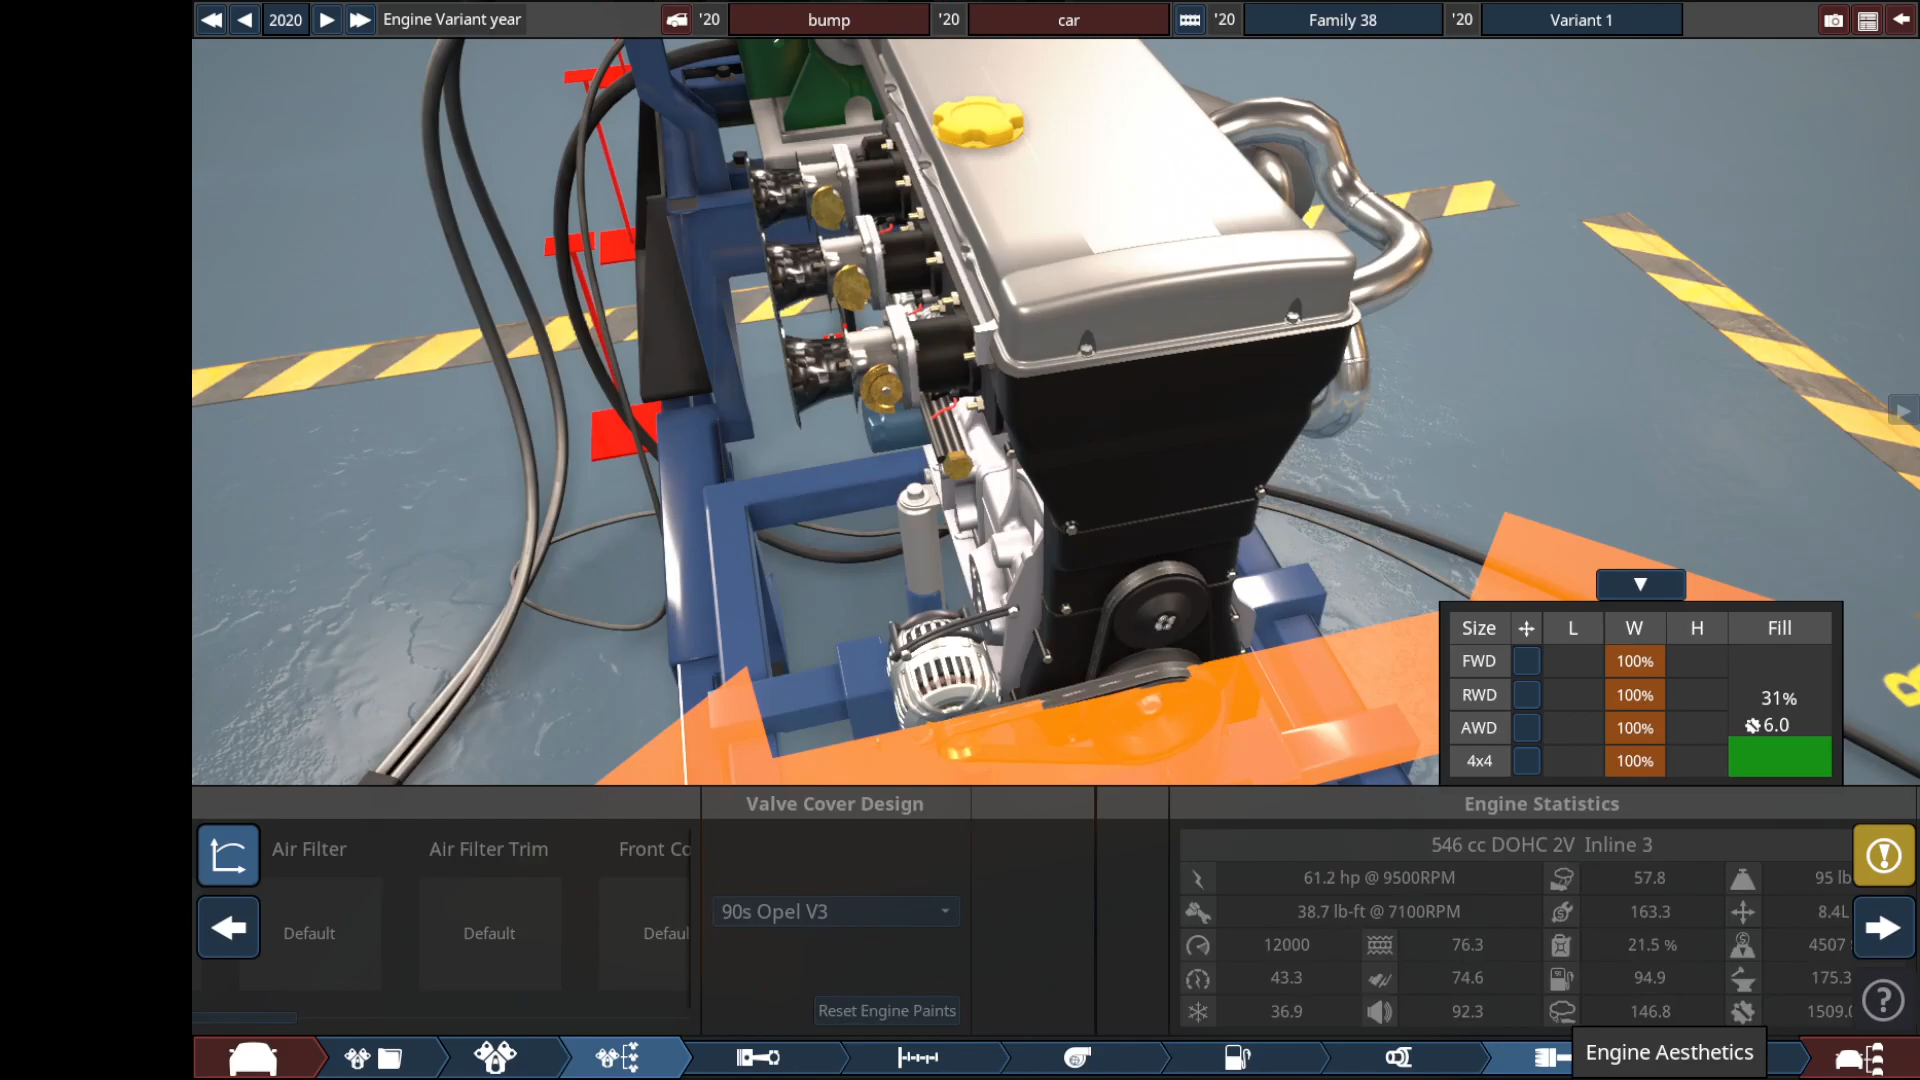 2020 Engine Variant year '20 bump '20 car '20 Family 38 '20 Variant 1
Size L W H Fill
FWD 100%
RWD 100%
AWD 100%
4x4 100%
31%
6.0
Valve Cover Design
Engine Statistics
Air Filter Air Filter Trim Front Co
Default Default Defaul
90s Opel V3
Reset Engine Paints
546 cc DOHC 2V Inline 3
61.2 hp @ 9500RPM 57.8 95 lb
38.7 lb-ft @ 7100RPM 163.3 8.4L
12000 76.3 21.5 % 4507
43.3 74.6 94.9 175.3
36.9 92.3 146.8 1509.0
Engine Aesthetics